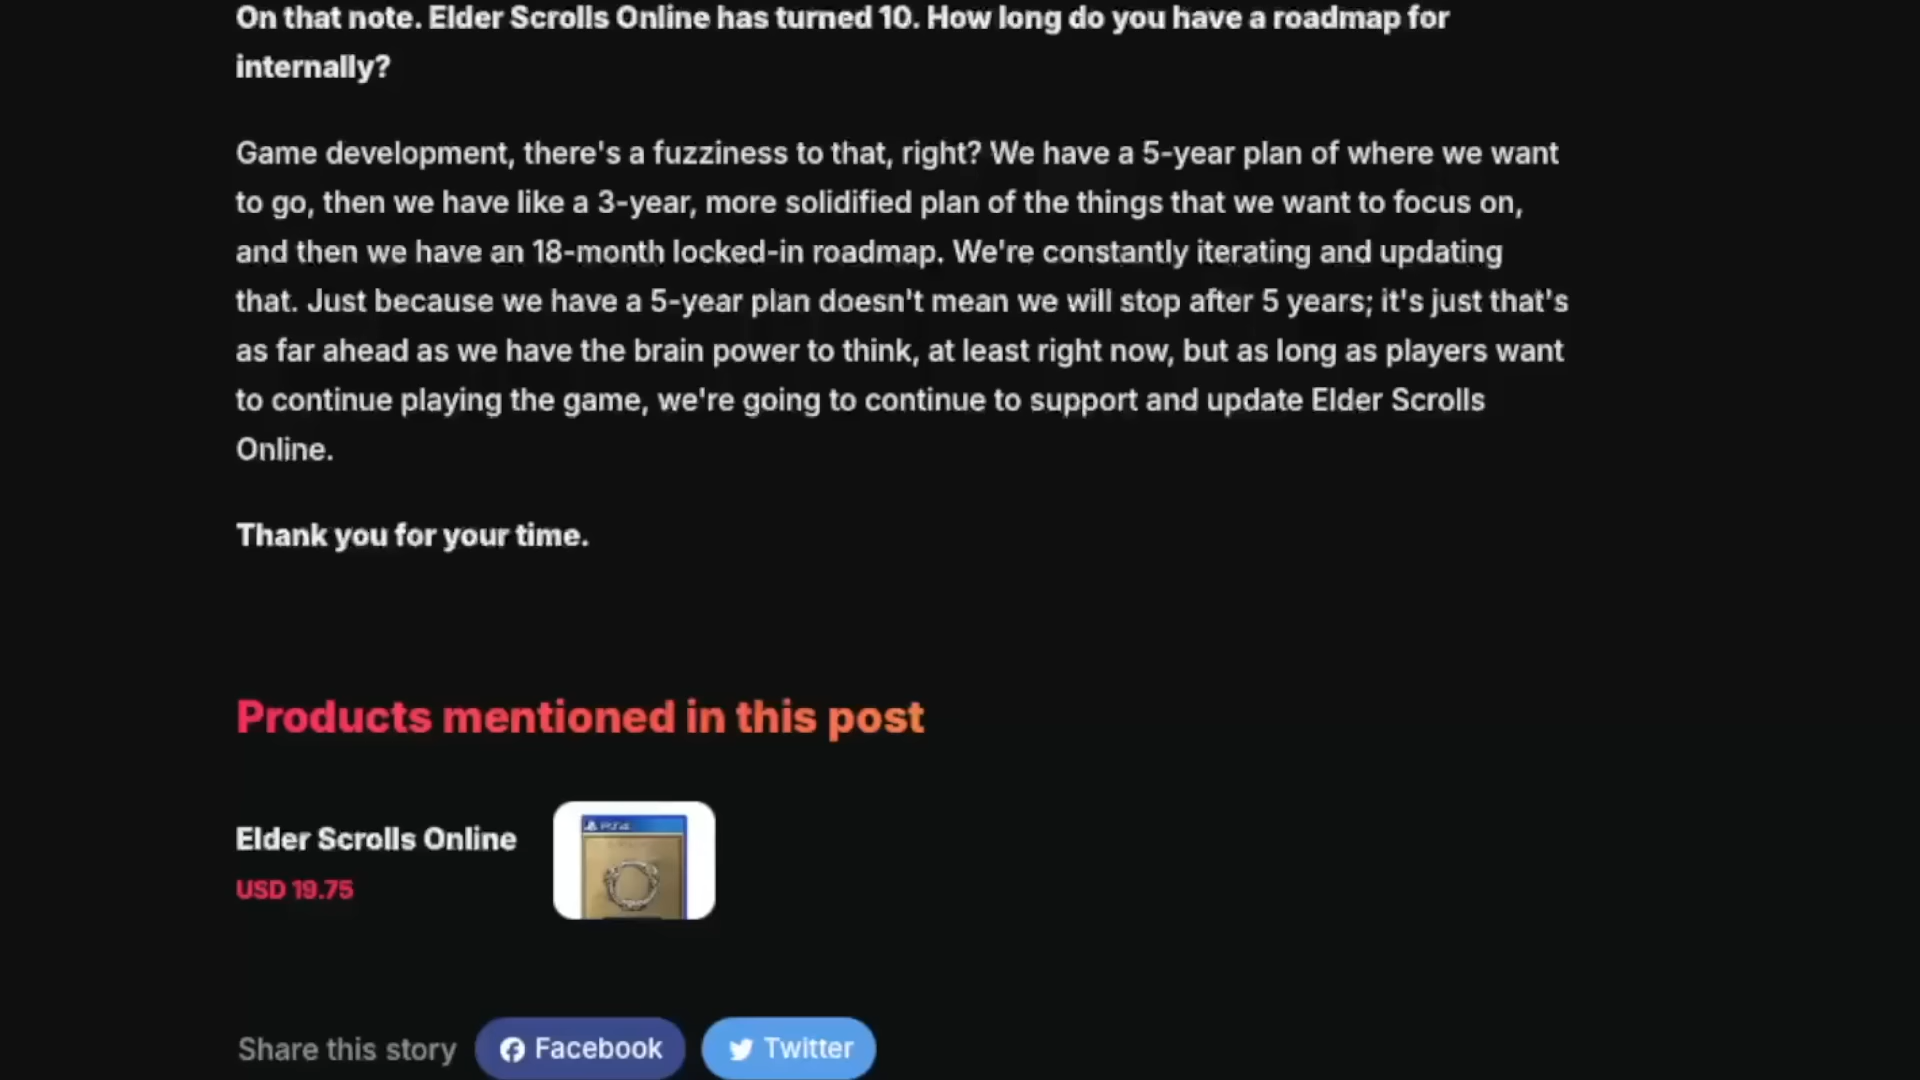 On that note. Elder Scrolls Online has turned 10. How long do you have a roadmap for
internally?
Game development, there's a fuzziness to that, right? We have a 5-year plan of where we want
to go, then we have like a 3-year, more solidified plan of the things that we want to focus on,
and then we have an 18-month locked-in roadmap. We're constantly iterating and updating
that. Just because we have a 5-year plan doesn't mean we will stop after 5 years; it's just that's
as far ahead as we have the brain power to think, at least right now, but as long as players want
to continue playing the game, we're going to continue to support and update Elder Scrolls
Online.
Thank you for your time.
Products mentioned in this post
Elder Scrolls Online
USD 19.75
PS4
Share this story
Facebook
Twitter